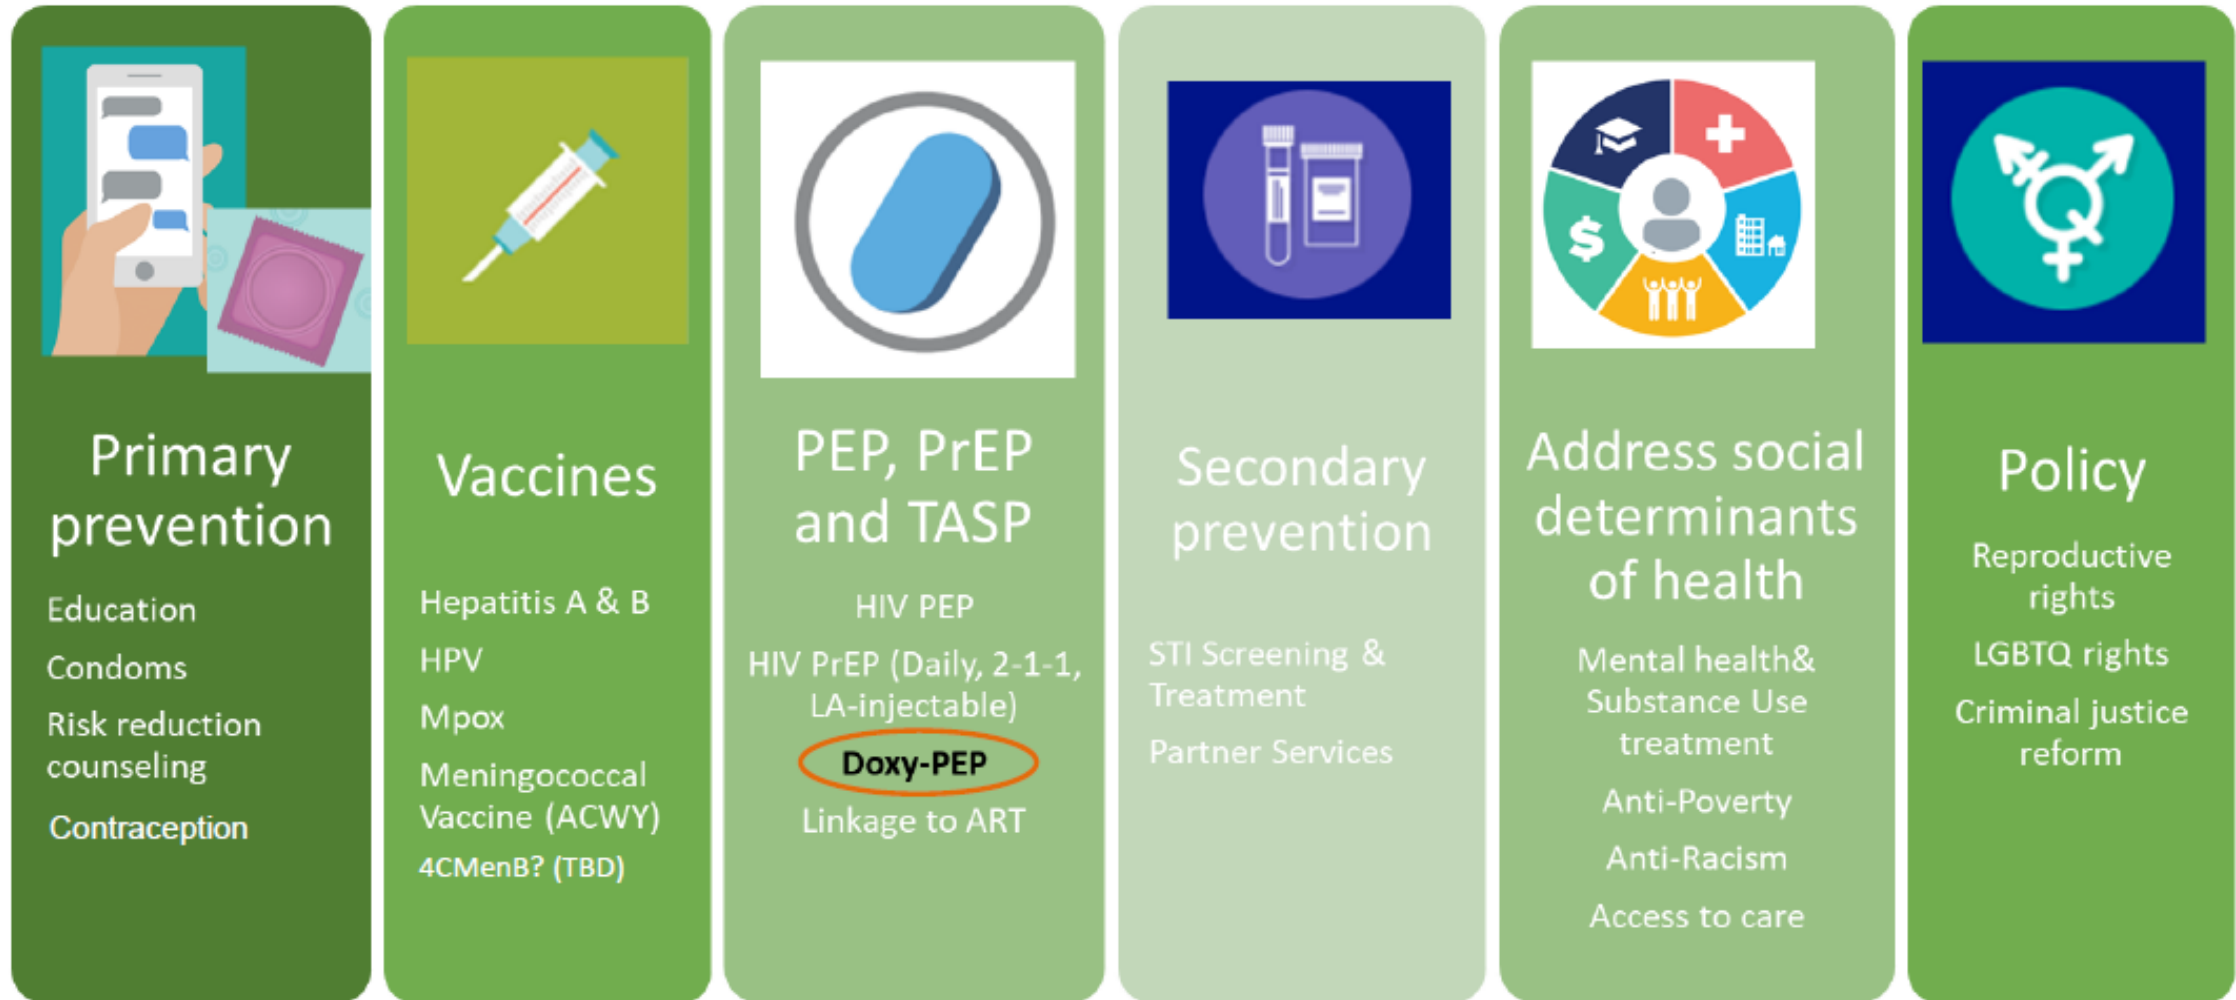 Primary
prevention
Education
Condoms
Risk reduction
counseling
Contraception
Vaccines
Hepatitis A & B
HPV
Mpox
Meningococcal
Vaccine (ACWY)
4CMenB? (TBD)
PEP, PrEP
and TASP
HIV PEP
HIV PrEP (Daily, 2-1-1,
LA-injectable)
Doxy-PEP
Linkage to ART
Secondary
prevention
STI Screening &
Treatment
Partner Services
$
Address social
determinants
of health
Mental health&
Substance Use
treatment
Anti-Poverty
Anti-Racism
Access to care
Policy
Reproductive
rights
LGBTQ rights
Criminal justice
reform